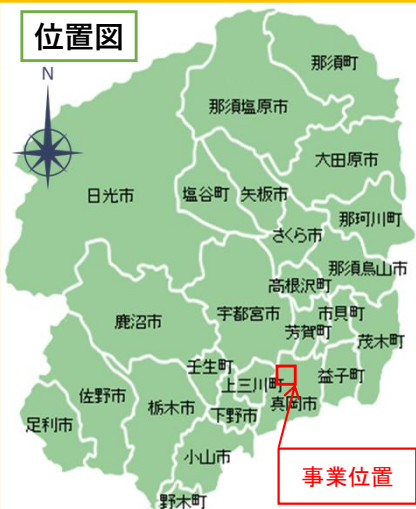 位置図
N
那須町
那須塩原市
大田原市
日光市
塩谷町
矢板市
那珂川町
さくら市
那須烏山市
高根沢町
鹿沼市
宇都宮市
市貝町
芳賀町
茂木町
壬生町
上三川町
益子町
佐野市
栃木市
下野市
真岡市
足利市
小山市
事業位置
野木町